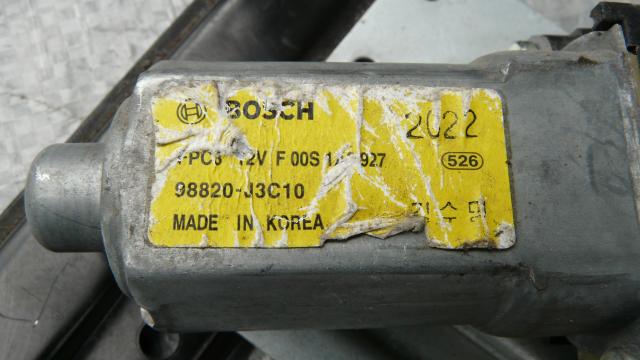 BOSCH 2022
12V F 00S 927 526
98820-J3C10
MADE IN KOREA